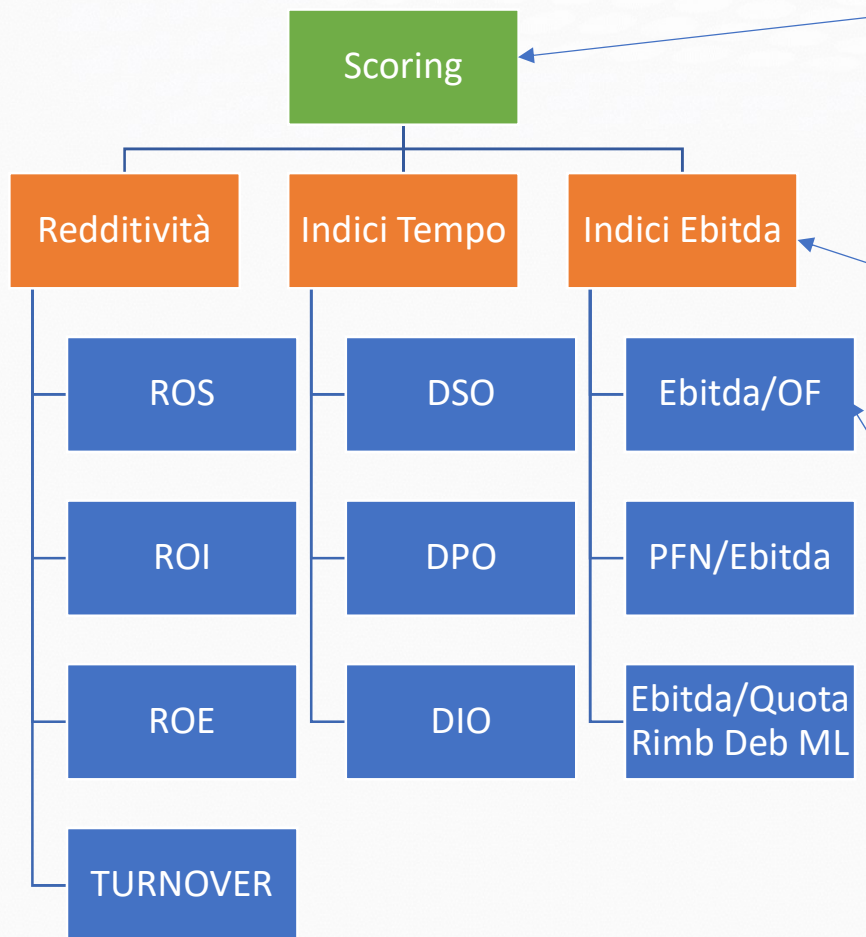 Scoring
Redditività
Indici Tempo
Indici Ebitda
ROS
DSO
Ebitda/OF
ROI
DPO
PFN/Ebitda
ROE
DIO
Ebitda/Quota
Rimb Deb ML
TURNOVER